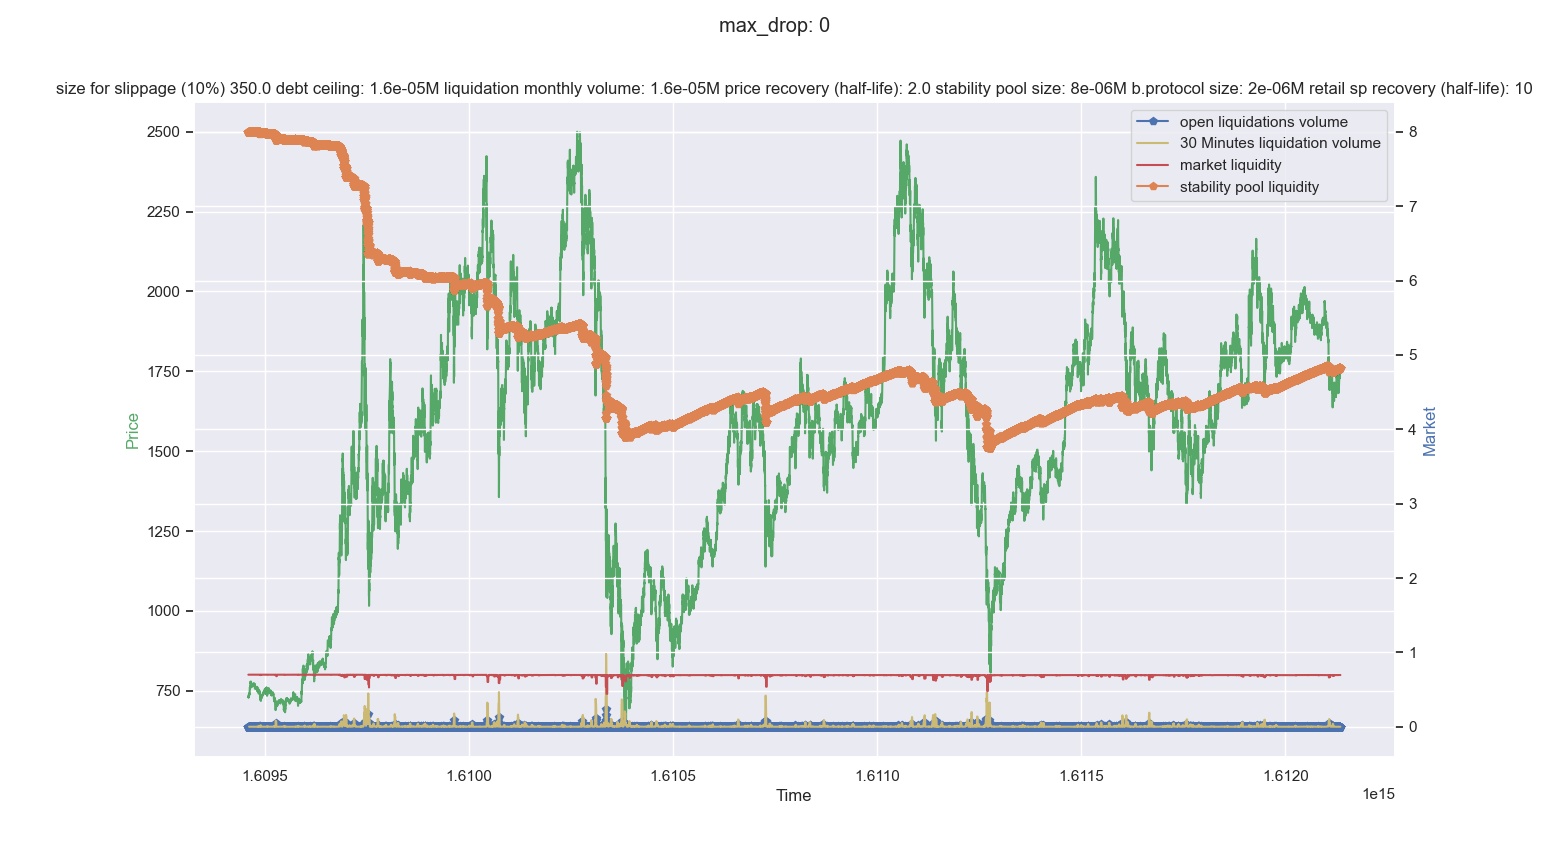 max_drop: 0
size for slippage (10%) 350.0 debt ceiling: 1.6e-05M liquidation monthly volume: 1.6e-05M price recovery (half-life): 2.0 stability pool size: 8e-06M b.protocol size: 2e-06M retail sp recovery (half-life): 10
open liquidations volume
30 Minutes liquidation volume
market liquidity
stability pool liquidity
2500
2250
2000
1750
1500
1250
1000
750
Price
8
7
6
5
4
3
2
1
0
Market
1.6095 1.6100 1.6105 1.6110 1.6115 1.6120
1e15
Time